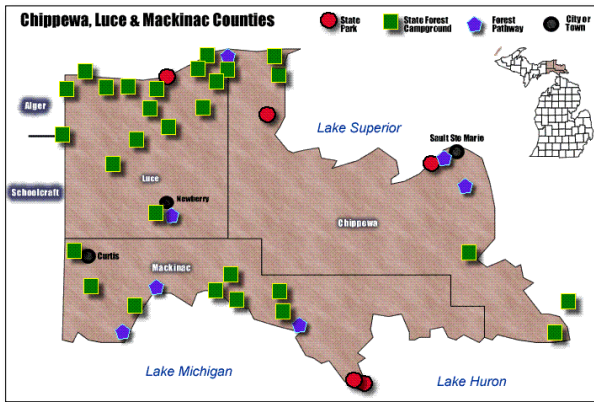 Chippewa, Luce & Mackinac Counties
State
Park
State Forest
Campground
Forest
Pathway
City or
Town
Alger
Lake Superior
Sault Ste Marie
Schoolcraft
Luce
Newberry
Chippewa
Curtis
Mackinac
Lake Michigan
Lake Huron